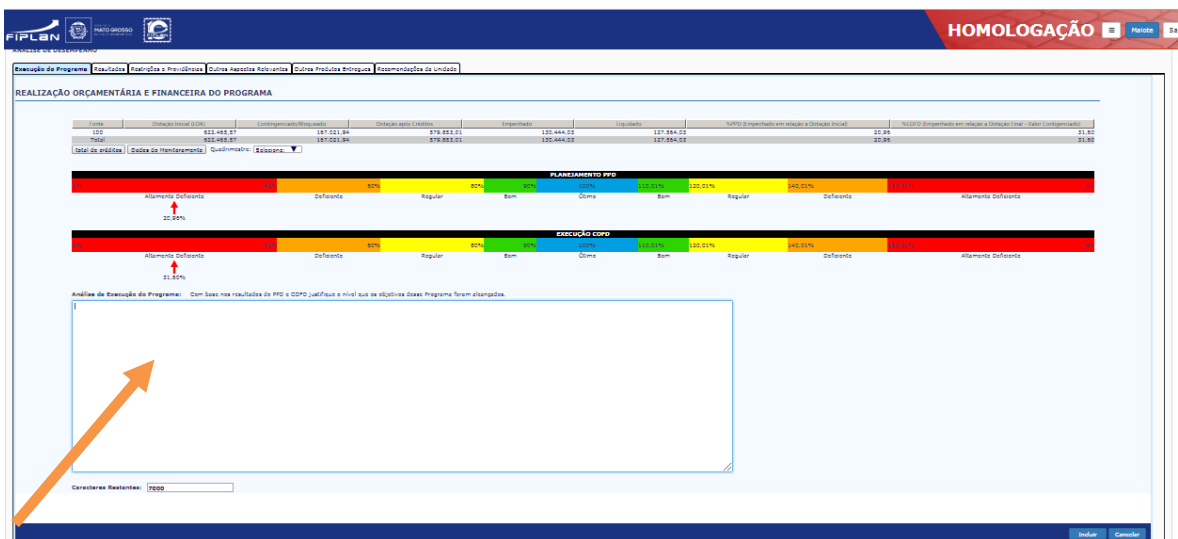 FIPLAN MATO GROSSO HOMOLOGAÇÃO ≡ Malote Sa
ANÁLISE DE DESEMPENHO
Execução do Programa Resultados Restrições e Providências Outros Aspectos Relevantes Outros Produtos Entregues Recomendações da Unidade
REALIZAÇÃO ORÇAMENTÁRIA E FINANCEIRA DO PROGRAMA
Fonte Dotação Inicial (LOA) Contingenciado/Bloqueado Dotação após Créditos Empenhado Liquidado %PPD (Empenhado em relação a Dotação Inicial) %COFD (Empenhado em relação a Dotação Final - Valor Contigenciado)
100 622.465,57 167.021,94 579.853,01 130.444,03 127.564,03 20,96 31,60
Total 622.465,57 167.021,94 579.853,01 130.444,03 127.564,03 20,96 31,60
total de créditos Dados do Monitoramento Quadrimestre: Selecione:
PLANEJAMENTO PPD
60% 80% 90% 100% 110,01% 120,01% 140,01%
Altamente Deficiente Deficiente Regular Bom Ótimo Bom Regular Deficiente Altamente Deficiente
20,96%
EXECUÇÃO COFD
60% 80% 90% 100% 110,01% 120,01% 140,01%
Altamente Deficiente Deficiente Regular Bom Ótimo Bom Regular Deficiente Altamente Deficiente
31,60%
Análise de Execução do Programa: Com base nos resultados do PPD e COFD justifique o nível que os objetivos desse Programa foram alcançados.
Caracteres Restantes: 7000
Incluir Cancelar